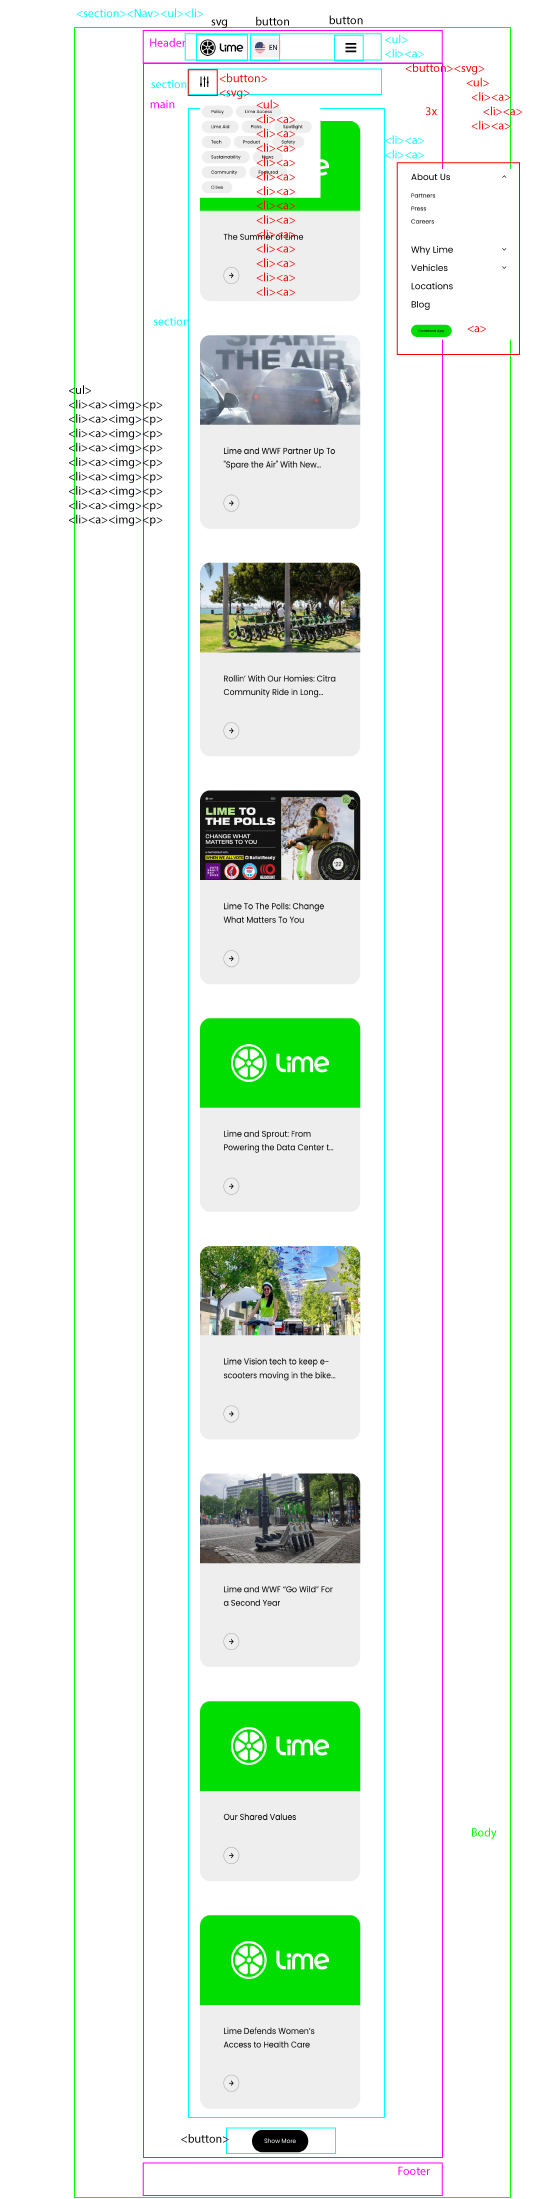 <section><Nav><ul><li>
svg
button
button
Header
Lime
EN
<ul>
<li><a>
<button><svg>
<ul>
<li><a>
3x
<li><a>
<li><a>
section
<button>
<svg>
main
<ul>
<li><a>
<li><a>
<li><a>
<li><a>
<li><a>
<li><a>
<li><a>
<li><a>
<li><a>
<li><a>
<li><a>
<li><a>
<li><a>
Policy
Lime Access
Lime Aid
Picks
Spotlight
Tech
Product
Safety
Sustainability
News
Community
Featured
Cities
<li><a>
<li><a>
About Us
Partners
Press
Careers
Why Lime
Vehicles
Locations
Blog
<a>
The Summer of Lime
section
<ul>
<li><a><img><p>
<li><a><img><p>
<li><a><img><p>
<li><a><img><p>
<li><a><img><p>
<li><a><img><p>
<li><a><img><p>
<li><a><img><p>
<li><a><img><p>
SPARE
THE AIR
Lime and WWF Partner Up To
"Spare the Air" With New...
Rollin' With Our Homies: Citra
Community Ride in Long...
LIME TO
THE POLLS
CHANGE WHAT
MATTERS TO YOU
WHEN WE ALL VOTE
BallotReady
'22
Lime To The Polls: Change
What Matters To You
Lime
Lime and Sprout: From
Powering the Data Center t...
Lime Vision tech to keep e-
scooters moving in the bike...
Lime and WWF "Go Wild" For
a Second Year
Lime
Our Shared Values
Body
Lime
Lime Defends Women's
Access to Health Care
<button>
Show More
Footer